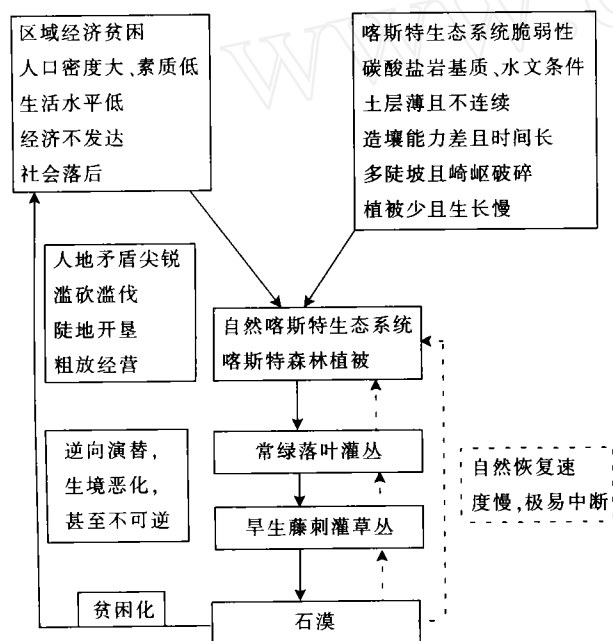 区域经济贫困
人口密度大、素质低
生活水平低
经济不发达
社会落后
喀斯特生态系统脆弱性
碳酸盐岩基质、水文条件
土层薄且不连续
造壤能力差且时间长
多陡坡且崎岖破碎
植被少且生长慢
人地矛盾尖锐
滥砍滥伐
陡地开垦
粗放经营
自然喀斯特生态系统
喀斯特森林植被
常绿落叶灌丛
逆向演替，
生境恶化，
甚至不可逆
自然恢复速
度慢，极易中断
旱生藤刺灌草丛
贫困化
石漠